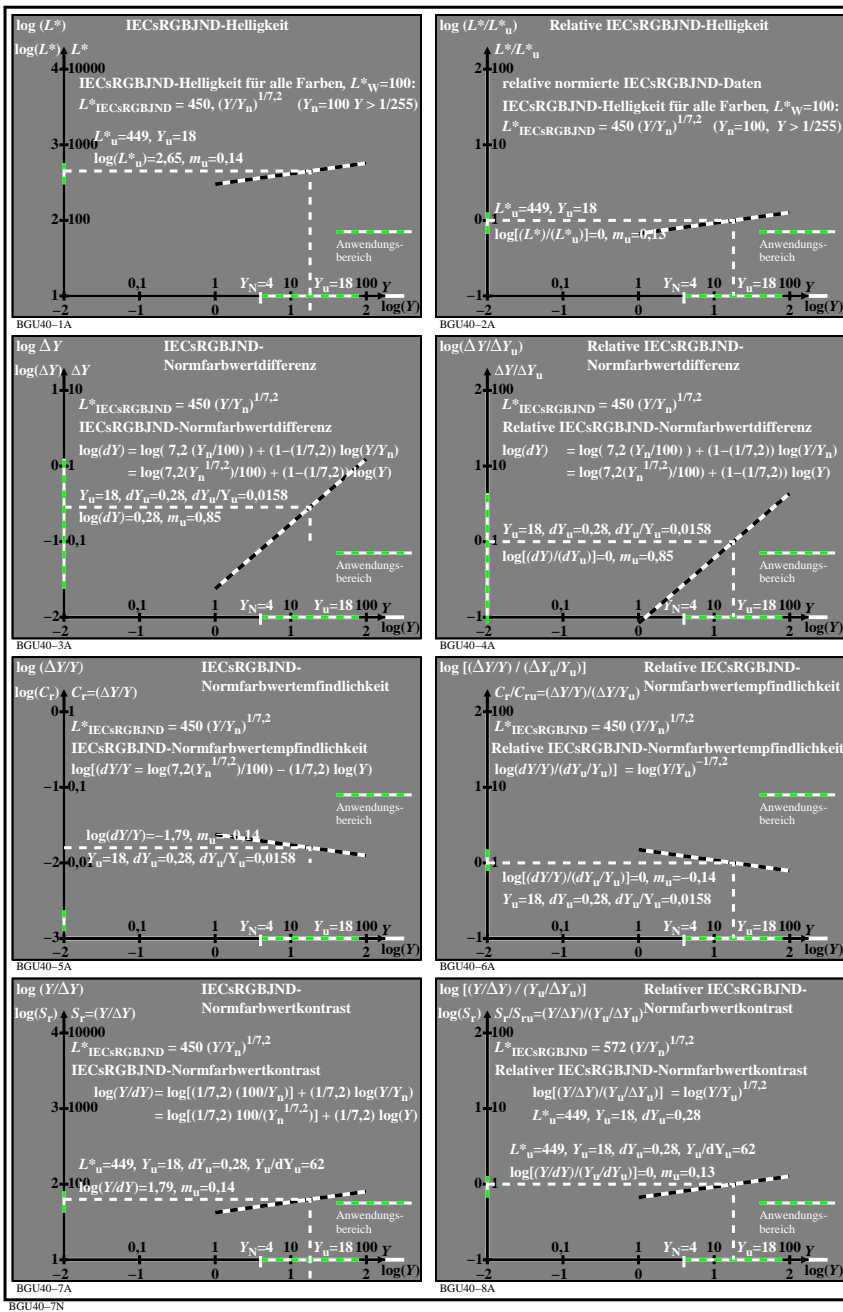 log (L*) IECsRGBJND-Helligkeit
log(L*) L*
4 10000
IECsRGBJND-Helligkeit für alle Farben, L*W=100:
L*IECsRGBJND = 450, (Y/Yn)1/7,2 (Yn=100 Y > 1/255)
L*u=449, Yu=18
3 1000
log(L*u)=2,65, mu=0,14
2 100
Anwendungs-
bereich
YN=4 Yu=18 Y
1 0,1 1 10 100
log(Y)
−2 −1 0 1 2
BGU40−1A
log (L*/L*u) Relative IECsRGBJND-Helligkeit
L*/L*u
2 100
relative normierte IECsRGBJND-Daten
IECsRGBJND-Helligkeit für alle Farben, L*W=100:
L*IECsRGBJND = 450 (Y/Yn)1/7,2 (Yn=100, Y > 1/255)
1 10
L*u=449, Yu=18
0 1
log[(L*)/(L*u)]=0, mu=0,13
Anwendungs-
bereich
YN=4 Yu=18 Y
−1 0,1 1 10 100
log(Y)
−2 −1 0 1 2
BGU40−2A
log ΔY IECsRGBJND-
Normfarbwertdifferenz
log(ΔY) ΔY
1 10
L*IECsRGBJND = 450 (Y/Yn)1/7,2
IECsRGBJND-Normfarbwertdifferenz
log(dY) = log( 7,2 (Yn/100) ) + (1−(1/7,2)) log(Y/Yn)
0 1
= log(7,2(Yn1/7,2)/100) + (1−(1/7,2)) log(Y)
Yu=18, dYu=0,28, dYu/Yu=0,0158
log(dY)=0,28, mu=0,85
−1 0,1
Anwendungs-
bereich
YN=4 Yu=18 Y
−2 0,1 1 10 100
log(Y)
−2 −1 0 1 2
BGU40−3A
log(ΔY/ΔYu) Relative IECsRGBJND-
Normfarbwertdifferenz
ΔY/ΔYu
2 100
L*IECsRGBJND = 450 (Y/Yn)1/7,2
Relative IECsRGBJND-Normfarbwertdifferenz
log(dY) = log( 7,2 (Yn/100) ) + (1−(1/7,2)) log(Y/Yn)
1 10
= log(7,2(Yn1/7,2)/100) + (1−(1/7,2)) log(Y)
Yu=18, dYu=0,28, dYu/Yu=0,0158
0 0,1
log[(dY)/(dYu)]=0, mu=0,85
Anwendungs-
bereich
YN=4 Yu=18 Y
−1 0,1 1 10 100
log(Y)
−2 −1 0 1 2
BGU40−4A
log (ΔY/Y) IECsRGBJND-
Normfarbwertemfindlichkeit
log(Cr) Cr=(ΔY/Y)
0 1
L*IECsRGBJND = 450 (Y/Yn)1/7,2
IECsRGBJND-Normfarbwertempfindlichkeit
log[(dY/Y = log(7,2(Yn1/7,2)/100) − (1/7,2) log(Y)
−1 0,1
Anwendungs-
bereich
log(dY/Y)=−1,79, mu=−0,14
−2 0,01
Yu=18, dYu=0,28, dYu/Yu=0,0158
YN=4 Yu=18 Y
−3 0,1 1 10 100
log(Y)
−2 −1 0 1 2
BGU40−5A
log [(ΔY/Y) / (ΔYu/Yu)] Relative IECsRGBJND-
Normfarbwertempfindlichkeit
Cr/Cru=(ΔY/Y)/(ΔY/Yu)
2 100
L*IECsRGBJND = 450 (Y/Yn)1/7,2
Relative IECsRGBJND-Normfarbwertempfindlichkeit
log(dY/Y)/(dYu/Yu)] = log(Y/Yu)−1/7,2
1 10
Anwendungs-
bereich
0 1
log[(dY/Y)/(dYu/Yu)]=0, mu=−0,14
Yu=18, dYu=0,28, dYu/Yu=0,0158
YN=4 Yu=18 Y
−1 0,1 1 10 100
log(Y)
−2 −1 0 1 2
BGU40−6A
log (Y/ΔY) IECsRGBJND-
Normfarbwertkontrast
log(Sr) Sr=(Y/ΔY)
4 10000
L*IECsRGBJND = 450 (Y/Yn)1/7,2
IECsRGBJND-Normfarbwertkontrast
log(Y/dY) = log[(1/7,2) (100/Yn)] + (1/7,2) log(Y/Yn)
3 1000
= log[(1/7,2) 100/(Yn1/7,2)] + (1/7,2) log(Y)
L*u=449, Yu=18, dYu=0,28, Yu/dYu=62
2 100
log(Y/dY)=1,79, mu=0,14
Anwendungs-
bereich
YN=4 Yu=18 Y
1 0,1 1 10 100
log(Y)
−2 −1 0 1 2
BGU40−7A
log [(Y/ΔY) / (Yu/ΔYu)] Relativer IECsRGBJND-
Normfarbwertkontrast
log(Sr) Sr/Sru=(Y/ΔY)/(Yu/ΔYu)
2 100
L*IECsRGBJND = 572 (Y/Yn)1/7,2
Relativer IECsRGBJND-Normfarbwertkontrast
log[(Y/ΔY)/(Yu/ΔYu)] = log(Y/Yu)1/7,2
1 10
L*u=449, Yu=18, dYu=0,28
L*u=449, Yu=18, dYu=0,28, Yu/dYu=62
log[(Y/dY)/(Yu/dYu)]=0, mu=0,13
0 1
Anwendungs-
bereich
YN=4 Yu=18 Y
−1 0,1 1 10 100
log(Y)
−2 −1 0 1 2
BGU40−8A
BGU40−7N